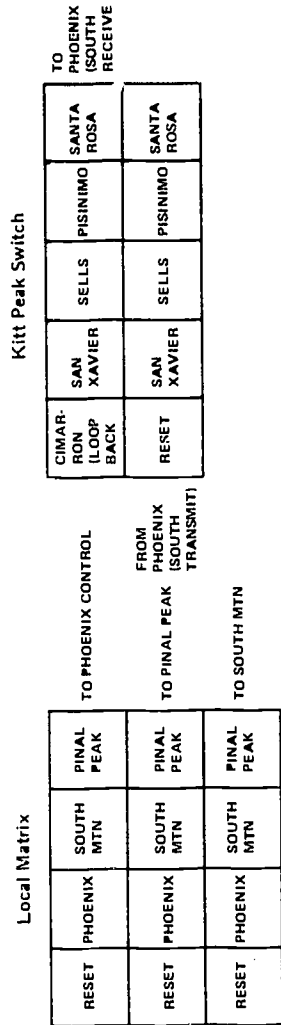 Local Matrix
RESET PHOENIX SOUTH MTN PINAL PEAK TO PHOENIX CONTROL
RESET PHOENIX SOUTH MTN PINAL PEAK TO PINAL PEAK
RESET PHOENIX SOUTH MTN PINAL PEAK TO SOUTH MTN
Kitt Peak Switch
CIMAR-
RON
(LOOP
BACK
SAN
XAVIER
SELLS
PISINIMO
SANTA
ROSA
TO
PHOENIX
(SOUTH
RECEIVE
FROM
PHOENIX
(SOUTH
TRANSMIT)
RESET
SAN
XAVIER
SELLS
PISINIMO
SANTA
ROSA